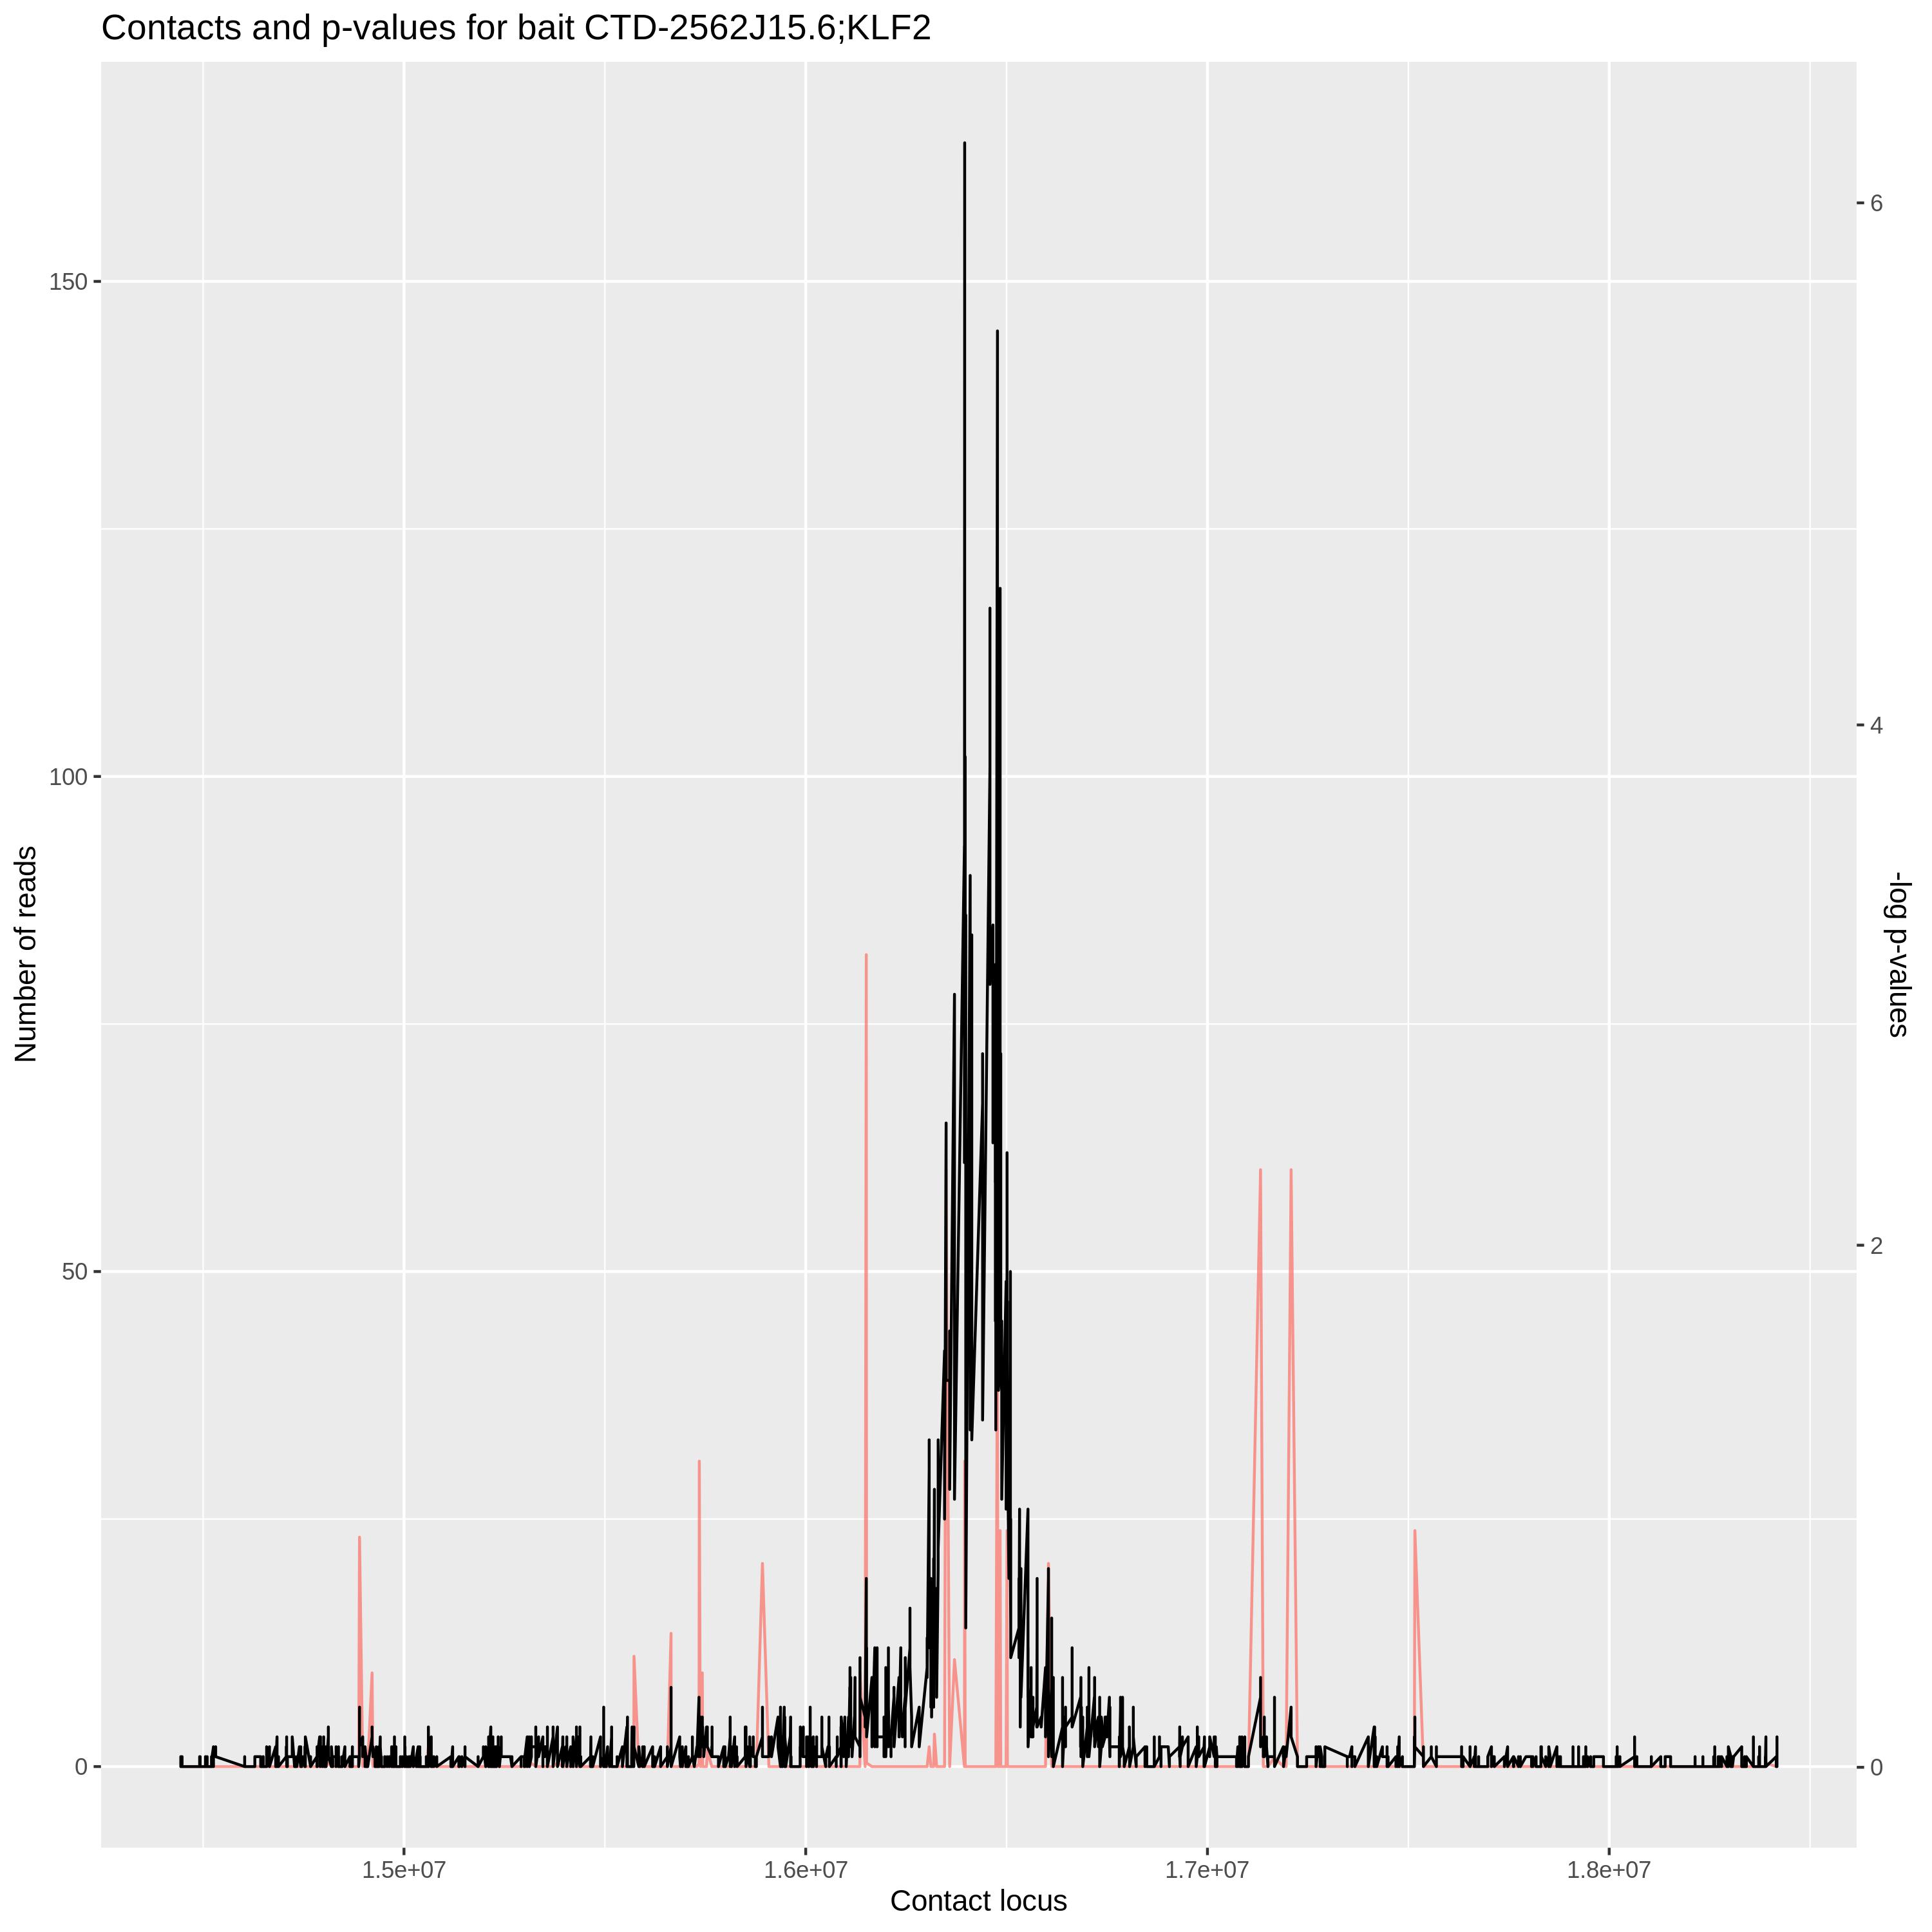 Contacts and p-values for bait CTD-2562J15.6;KLF2
Number of reads
150
100
50
0
6
4
2
0
-log p-values
1.5e+07
1.6e+07
1.7e+07
1.8e+07
Contact locus